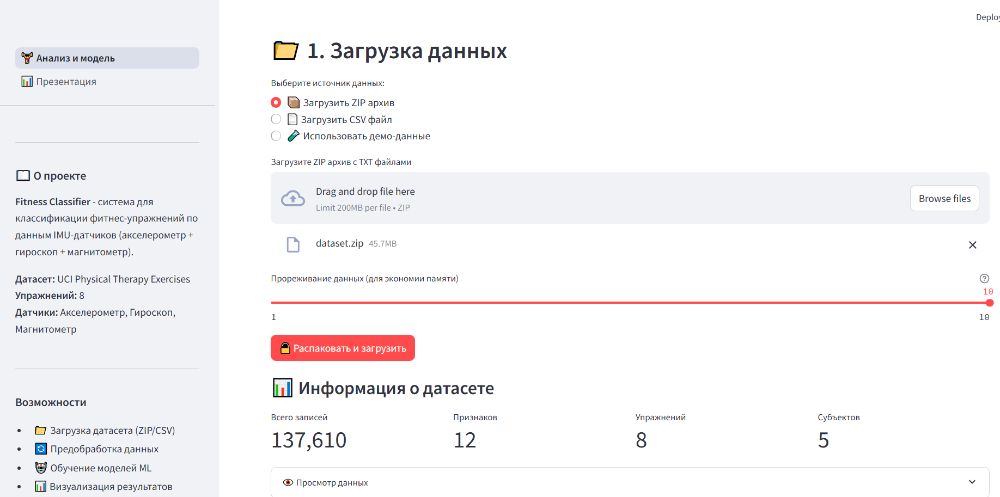 Анализ и модель
Презентация
О проекте
Fitness Classifier - система для
классификации фитнес-упражнений по
данным IMU-датчиков (акселерометр +
гироскоп + магнитометр).
Датасет: UCI Physical Therapy Exercises
Упражнений: 8
Датчики: Акселерометр, Гироскоп,
Магнитометр
Возможности
Загрузка датасета (ZIP/CSV)
Предобработка данных
Обучение моделей ML
Визуализация результатов
Deploy
1. Загрузка данных
Выберите источник данных:
Загрузить ZIP архив
Загрузить CSV файл
Использовать демо-данные
Загрузите ZIP архив с TXT файлами
Drag and drop file here
Limit 200MB per file • ZIP
Browse files
dataset.zip 45.7MB
Прореживание данных (для экономии памяти)
10
1 10
Распаковать и загрузить
Информация о датасете
Всего записей Признаков Упражнений Субъектов
137,610 12 8 5
Просмотр данных